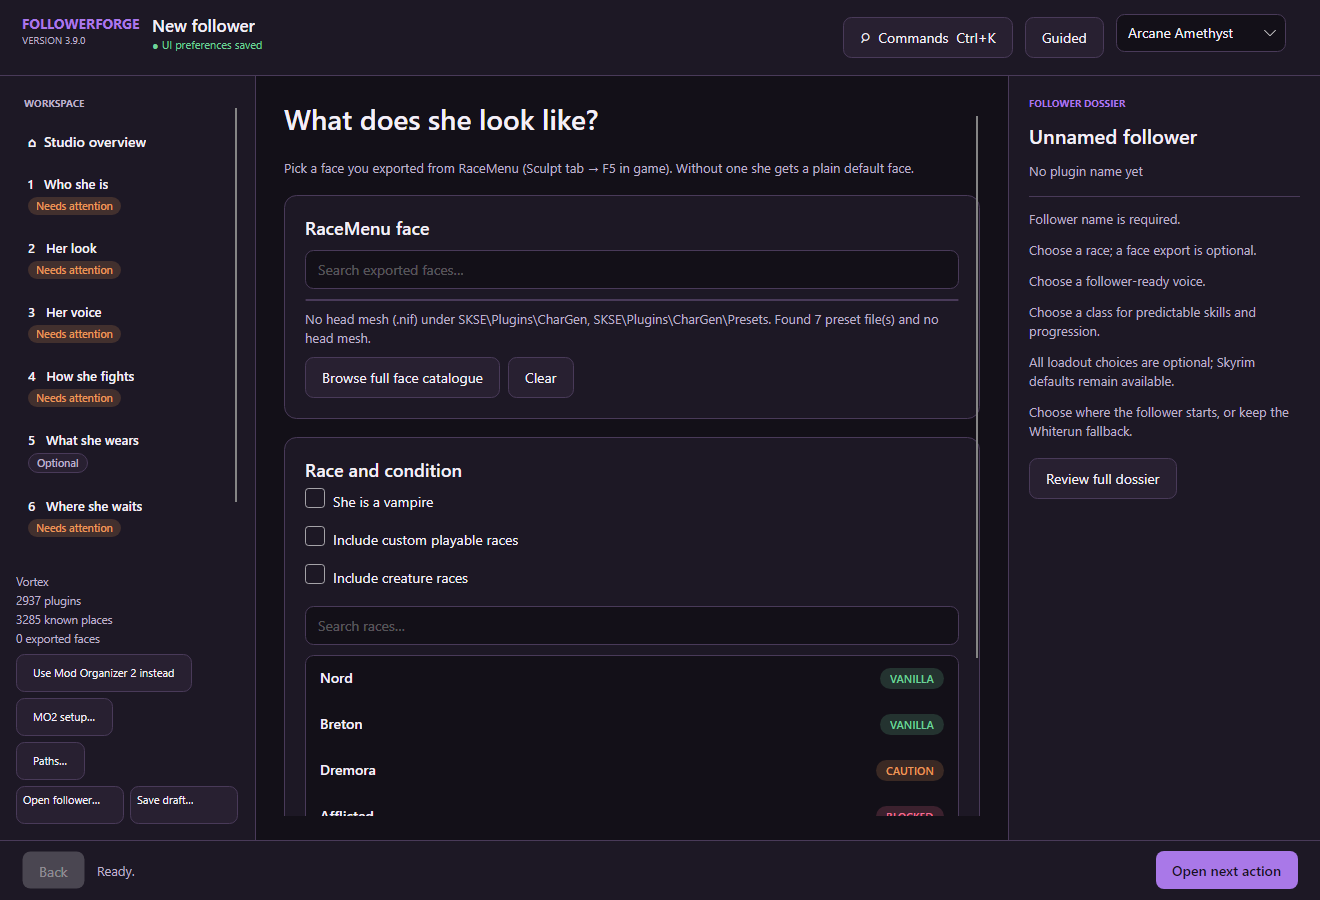 FOLLOWERFORGE
VERSION 3.9.0
New follower
● UI preferences saved
Commands Ctrl+K
Guided
Arcane Amethyst
WORKSPACE
Studio overview
1 Who she is
Needs attention
2 Her look
Needs attention
3 Her voice
Needs attention
4 How she fights
Needs attention
5 What she wears
Optional
6 Where she waits
Needs attention
Vortex
2937 plugins
3285 known places
0 exported faces
Use Mod Organizer 2 instead
MO2 setup...
Paths...
Open follower...
Save draft...
What does she look like?
Pick a face you exported from RaceMenu (Sculpt tab → F5 in game). Without one she gets a plain default face.
RaceMenu face
Search exported faces...
No head mesh (.nif) under SKSE\Plugins\CharGen, SKSE\Plugins\CharGen\Presets. Found 7 preset file(s) and no
head mesh.
Browse full face catalogue
Clear
Race and condition
She is a vampire
Include custom playable races
Include creature races
Search races...
Nord
VANILLA
Breton
VANILLA
Dremora
CAUTION
Afflicted
BLOCKED
FOLLOWER DOSSIER
Unnamed follower
No plugin name yet
Follower name is required.
Choose a race; a face export is optional.
Choose a follower-ready voice.
Choose a class for predictable skills and
progression.
All loadout choices are optional; Skyrim
defaults remain available.
Choose where the follower starts, or keep the
Whiterun fallback.
Review full dossier
Back
Ready.
Open next action